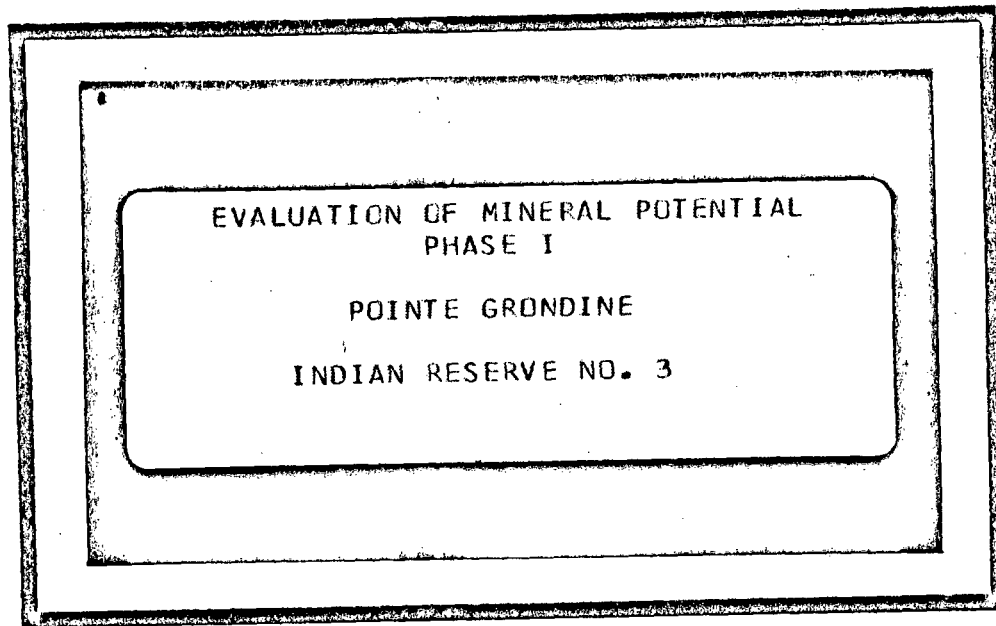 EVALUATION OF MINERAL POTENTIAL
PHASE I
POINTE GRONDINE
INDIAN RESERVE NO. 3